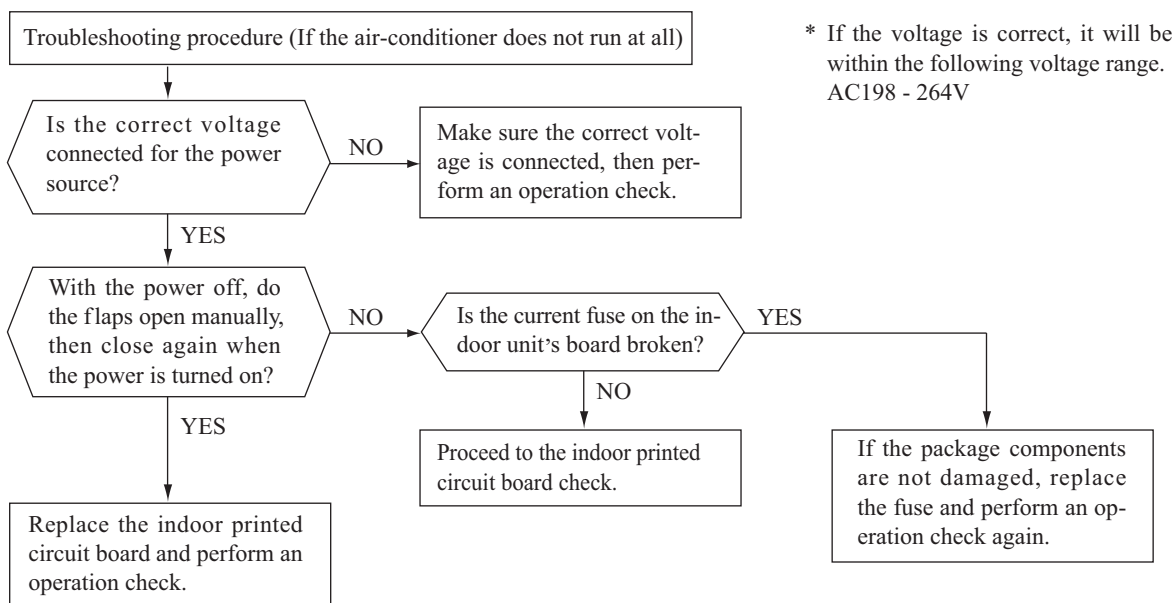 Troubleshooting procedure (If the air-conditioner does not run at all)
* If the voltage is correct, it will be
within the following voltage range.
AC198 - 264V
Is the correct voltage
connected for the power
source?
NO
Make sure the correct volt-
age is connected, then per-
form an operation check.
YES
With the power off, do
the flaps open manually,
then close again when
the power is turned on?
NO
Is the current fuse on the in-
door unit's board broken?
YES
NO
YES
Proceed to the indoor printed
circuit board check.
If the package components
are not damaged, replace
the fuse and perform an op-
eration check again.
Replace the indoor printed
circuit board and perform an
operation check.